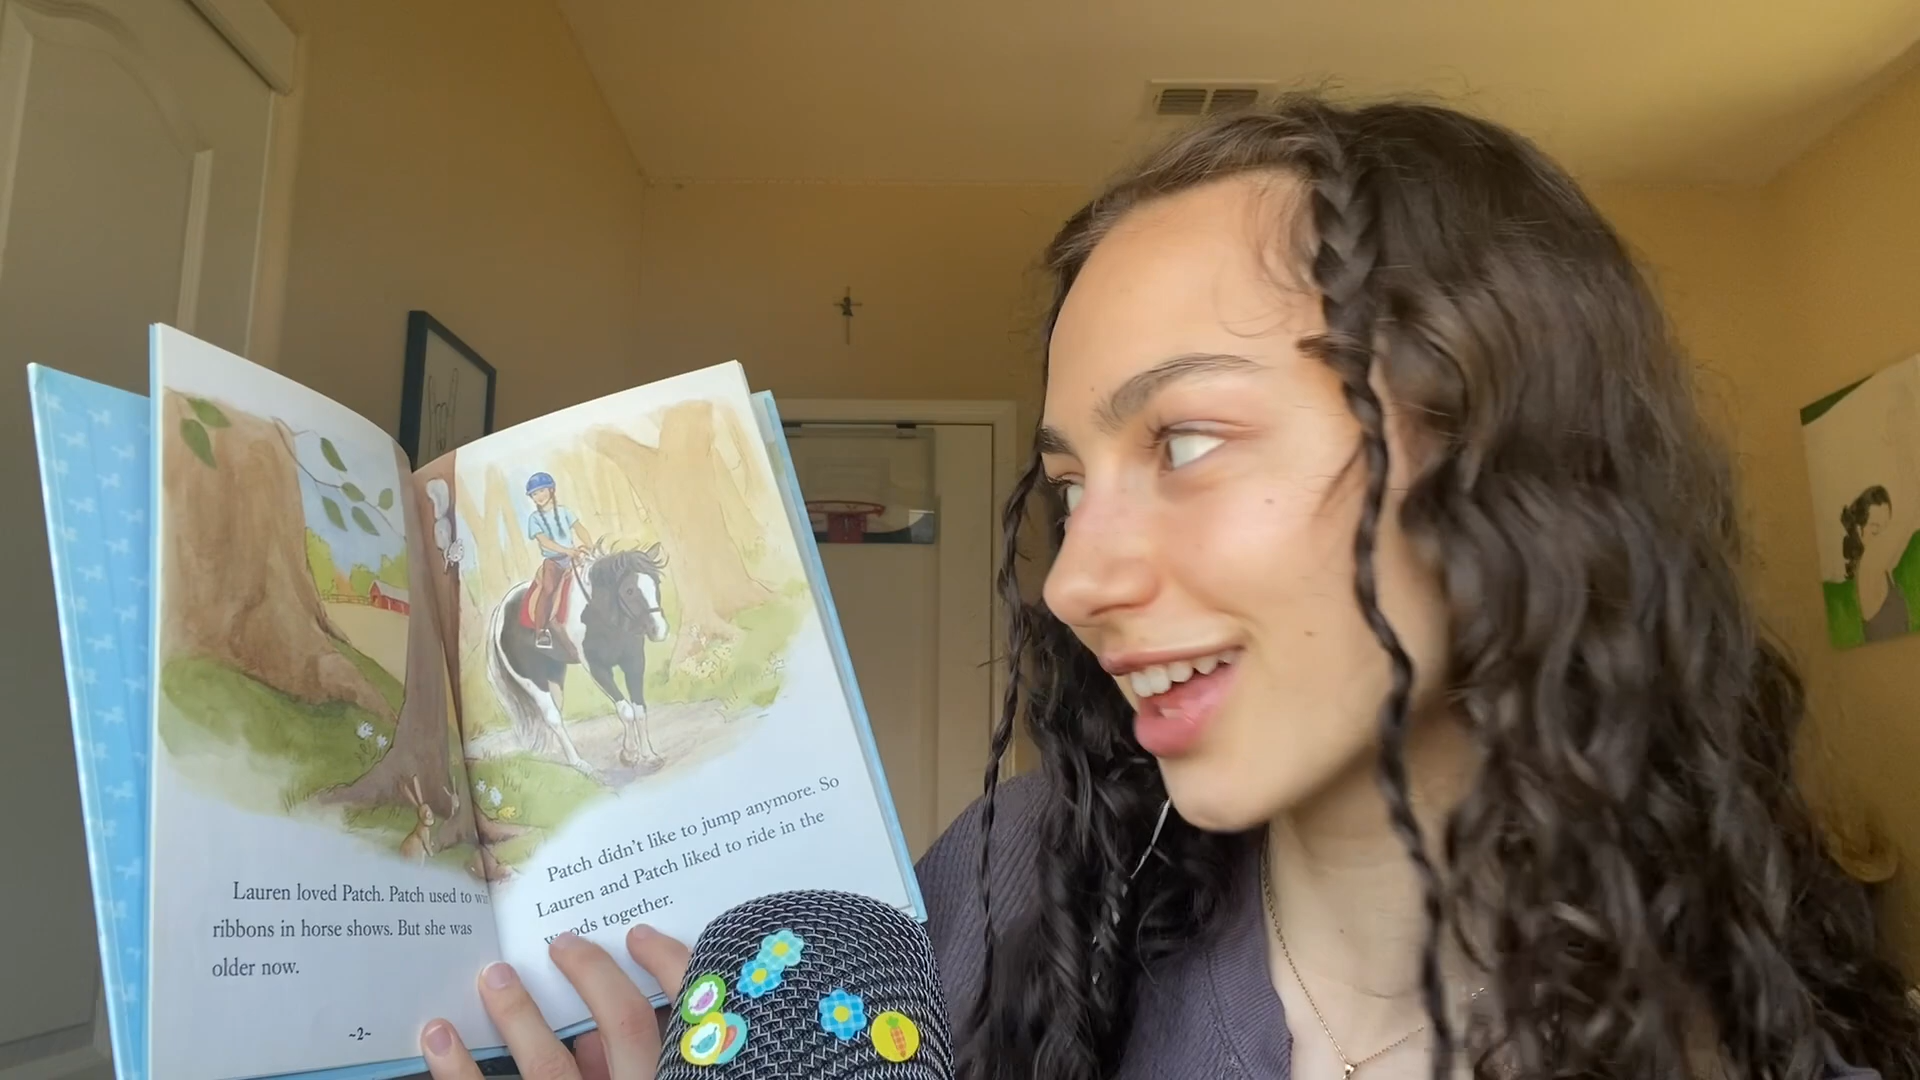 Lauren loved Patch. Patch used to
ribbons in horse shows. But she was
older now.
~2~
Patch didn't like to jump anymore. So
Lauren and Patch liked to ride in the
woods together.